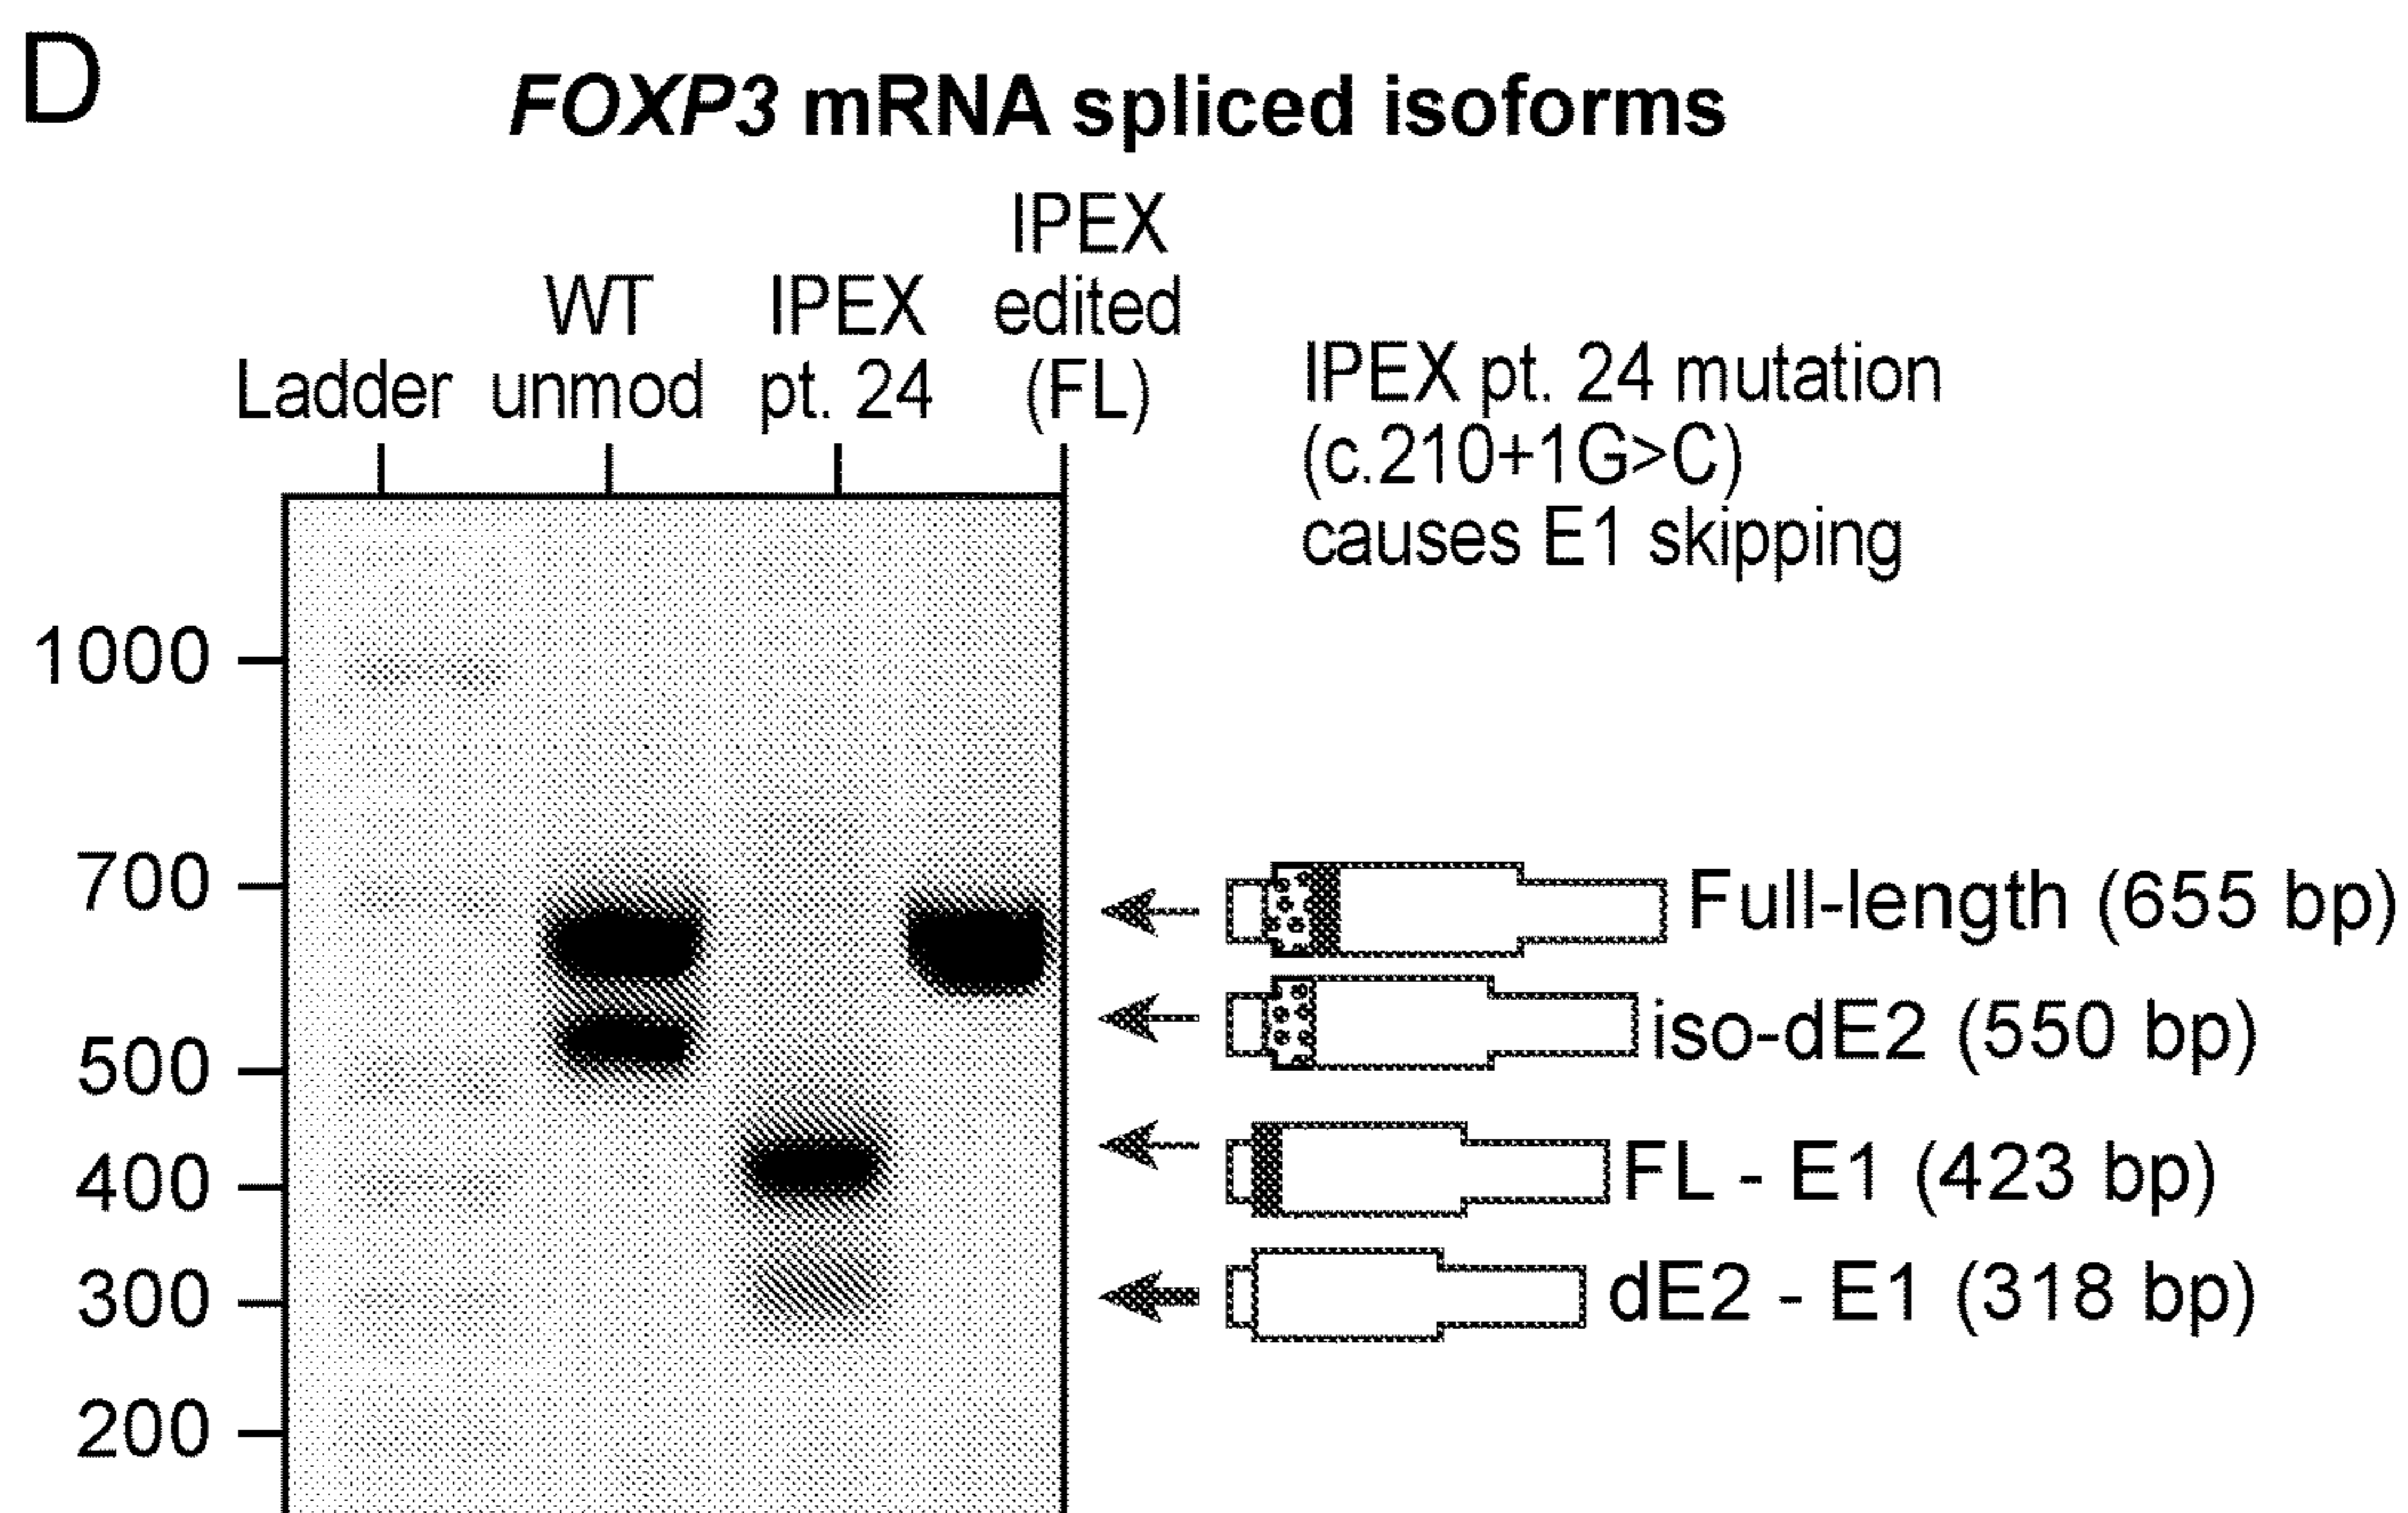 D
FOXP3 mRNA spliced isoforms
Ladder
WT
unmod
IPEX
pt. 24
IPEX
edited
(FL)
IPEX pt. 24 mutation
(c.210+1G>C)
causes E1 skipping
1000
700
500
400
300
200
Full-length (655 bp)
iso-dE2 (550 bp)
FL - E1 (423 bp)
dE2 - E1 (318 bp)